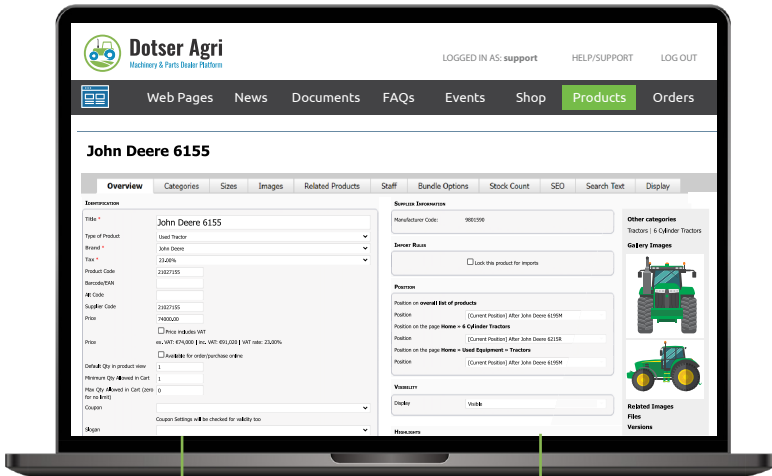 Dotser Agri
Machinery & Parts Dealer Platform
LOGGED IN AS: support
HELP/SUPPORT
LOG OUT
Web Pages
News
Documents
FAQs
Events
Shop
Products
Orders
John Deere 6155
Overview
Categories
Sizes
Images
Related Products
Staff
Bundle Options
Stock Count
SEO
Search Text
Display
IDENTIFICATION
Title * John Deere 6155
Type of Product Used Tractor
Brand * John Deere
Tax * 23.00%
Product Code 21027155
Barcode/EAN
Alt Code
Supplier Code 21027155
Price 74000.00
Price includes VAT
Price ex. VAT: €74,000 | inc. VAT: €91,020 | VAT rate: 23.00%
Available for order/purchase online
Default Qty in product view 1
Minimum Qty Allowed in Cart 1
Max Qty Allowed in Cart (zero 0
for no limit)
Coupon
Coupon Settings will be checked for validity too
Slogan
SUPPLIER INFORMATION
Manufacturer Code: 9801590
IMPORT RULES
Lock this product for imports
POSITION
Position on overall list of products
Position [Current Position] After John Deere 6195M
Position on the page Home » 6 Cylinder Tractors
Position [Current Position] After John Deere 6215R
Position on the page Home » Used Equipment » Tractors
Position [Current Position] After John Deere 6195M
VISIBILITY
Display Visible
HIGHLIGHTS
Other categories
Tractors | 6 Cylinder Tractors
Gallery Images
Related Images
Files
Versions